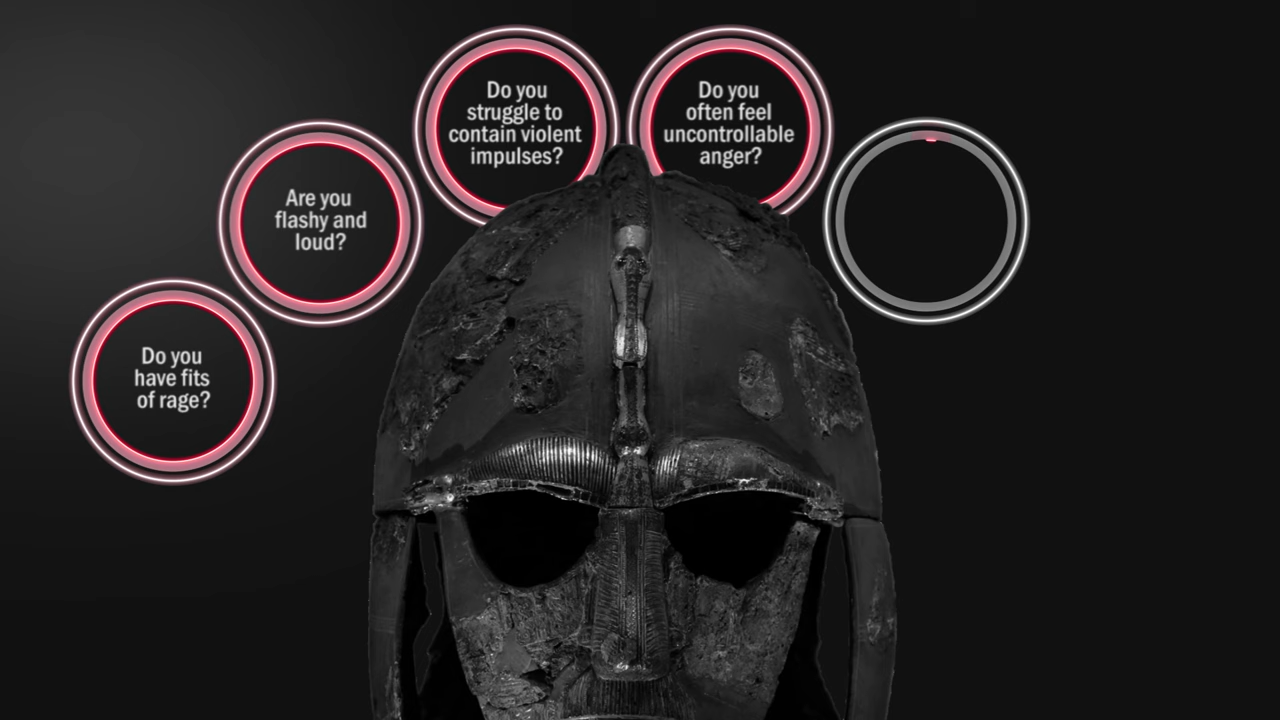 Do you
have fits
of rage?
Are you
flashy and
loud?
Do you
struggle to
contain violent
impulses?
Do you
often feel
uncontrollable
anger?